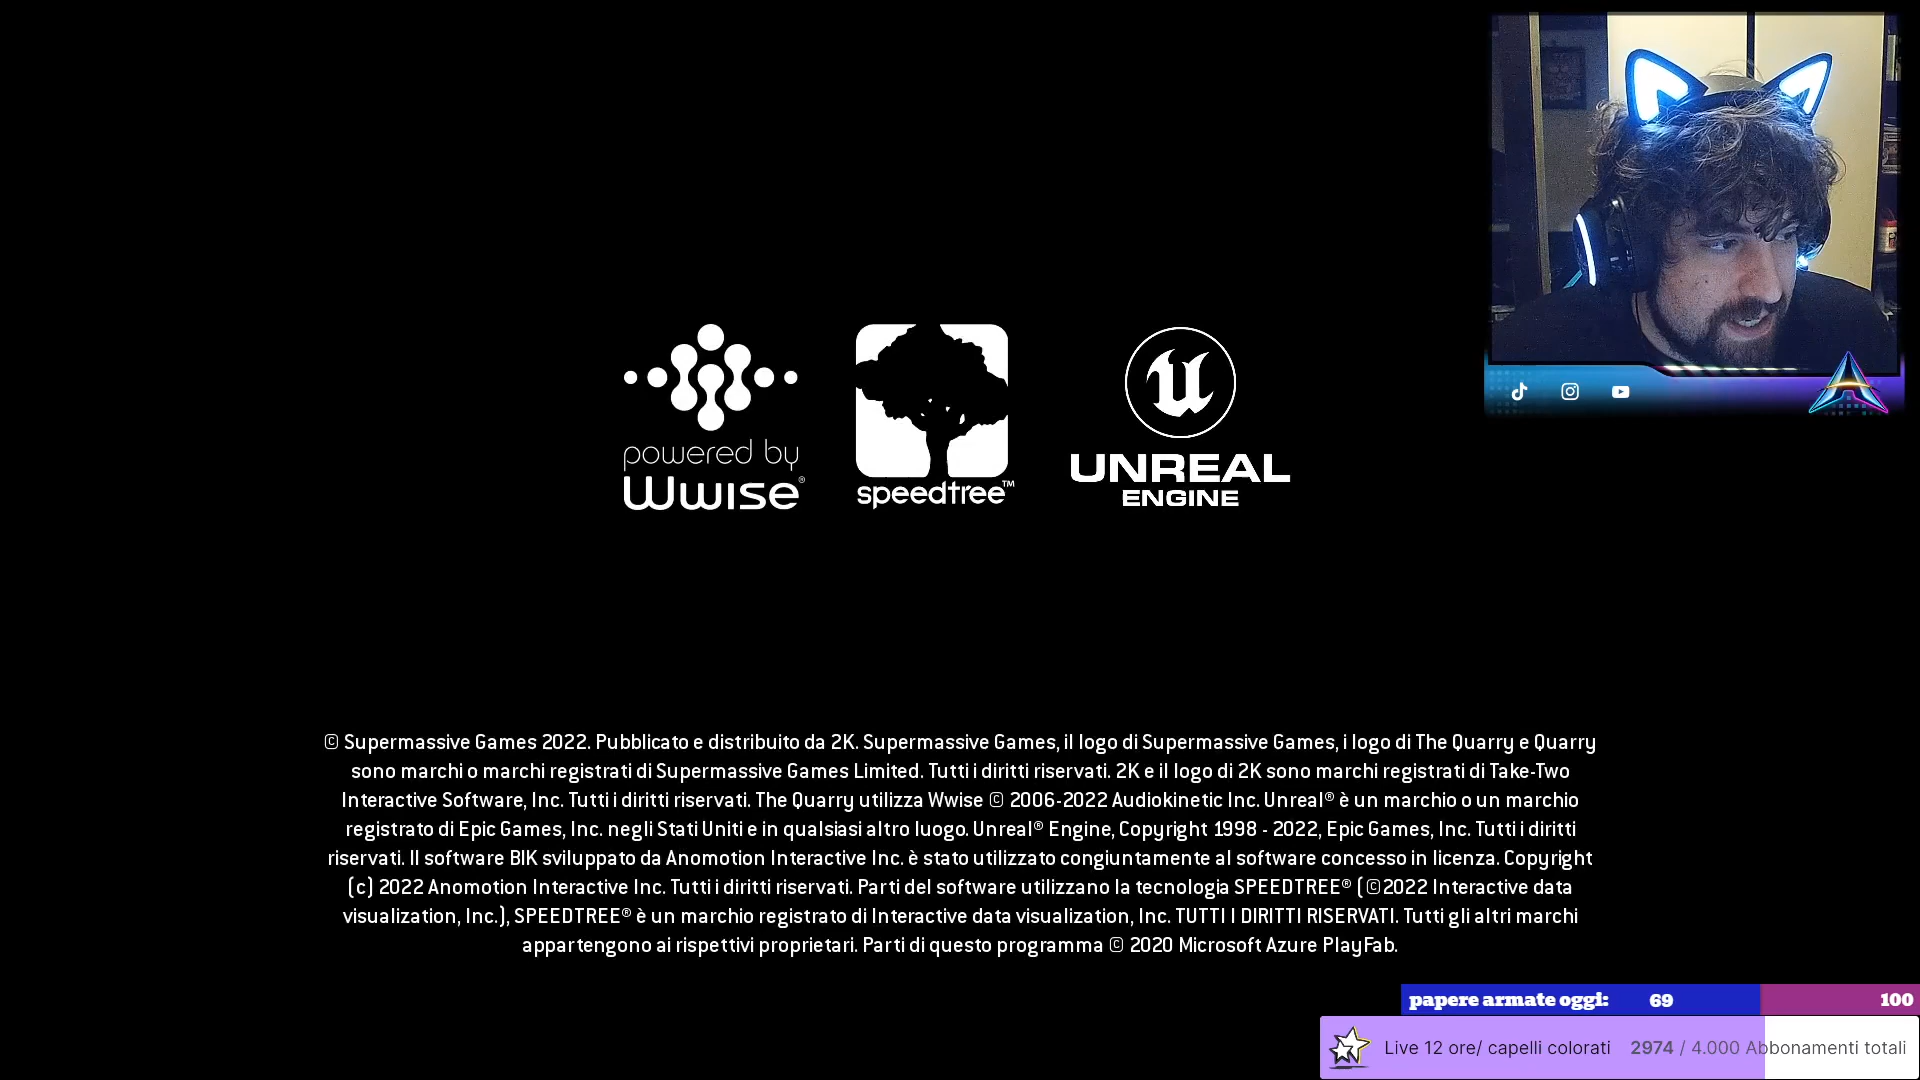 powered by
Wwise®
speedtree™
UNREAL
ENGINE
© Supermassive Games 2022. Pubblicato e distribuito da 2K. Supermassive Games, il logo di Supermassive Games, i logo di The Quarry e Quarry
sono marchi o marchi registrati di Supermassive Games Limited. Tutti i diritti riservati. 2K e il logo di 2K sono marchi registrati di Take-Two
Interactive Software, Inc. Tutti i diritti riservati. The Quarry utilizza Wwise © 2006-2022 Audiokinetic Inc. Unreal® è un marchio o un marchio
registrato di Epic Games, Inc. negli Stati Uniti e in qualsiasi altro luogo. Unreal® Engine, Copyright 1998 - 2022, Epic Games, Inc. Tutti i diritti
riservati. Il software BIK sviluppato da Anomotion Interactive Inc. è stato utilizzato congiuntamente al software concesso in licenza. Copyright
(c) 2022 Anomotion Interactive Inc. Tutti i diritti riservati. Parti del software utilizzano la tecnologia SPEEDTREE® (©2022 Interactive data
visualization, Inc.), SPEEDTREE® è un marchio registrato di Interactive data visualization, Inc. TUTTI I DIRITTI RISERVATI. Tutti gli altri marchi
appartengono ai rispettivi proprietari. Parti di questo programma © 2020 Microsoft Azure PlayFab.
papere armate oggi: 69 100
Live 12 ore/ capelli colorati 2974 / 4.000 Abbonamenti totali